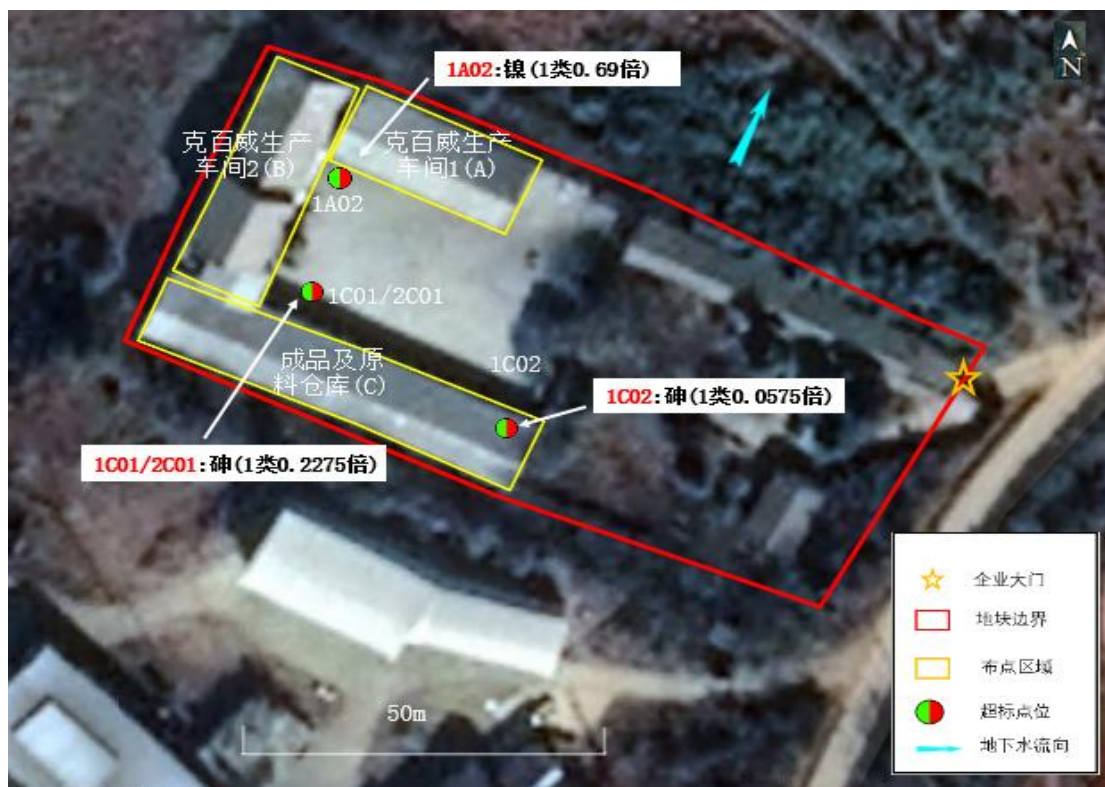 1A02:镍(1类0.69倍)
N
克百威生产
车间2(B)
克百威生产
车间1(A)
1A02
1C01/2C01
成品及原
料仓库(C)
1C02
1C02:砷(1类0.0575倍)
1C01/2C01:砷(1类0.2275倍)
50m
企业大门
地块边界
布点区域
超标点位
地下水流向